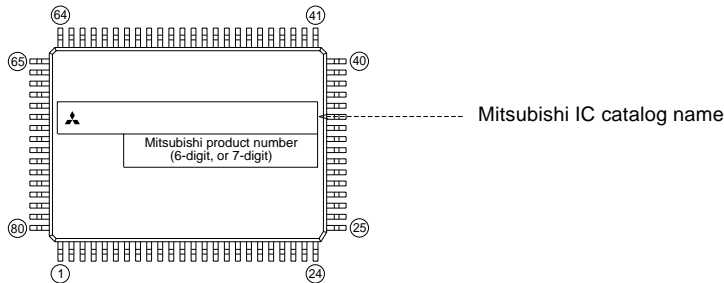 64 41
65 40
Mitsubishi IC catalog name
Mitsubishi product number
(6-digit, or 7-digit)
80 25
1 24